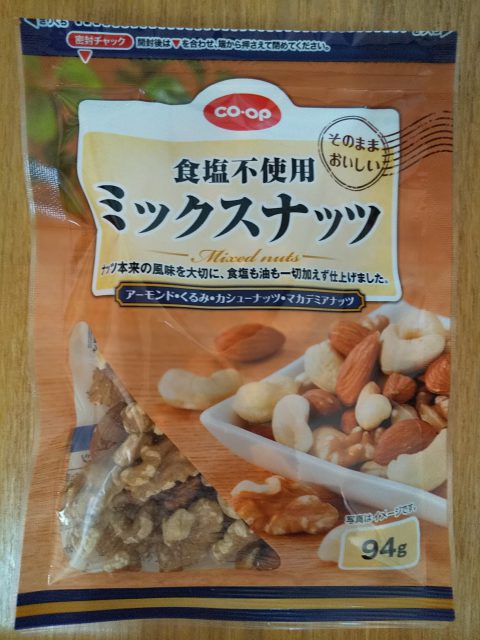 密封チャック
開封後は▼を合わせ、端から押さえて閉めてください。
CO·OP
そのまま
おいしい
食塩不使用
ミックスナッツ
Mixed nuts
ナッツ本来の風味を大切に、食塩も油も一切加えず仕上げました。
アーモンド・くるみ・カシューナッツ・マカデミアナッツ
写真はイメージです。
94g